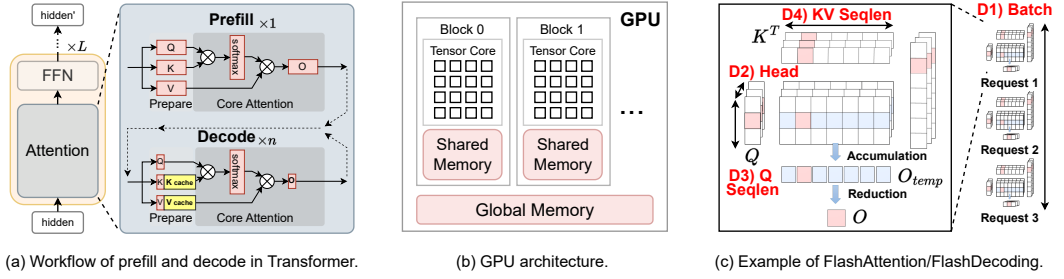 hidden'
×L
FFN
Attention
hidden
Prefill ×1
Q
K
V
softmax
O
Prepare
Core Attention
Decode ×n
Q
K
K cache
V
V cache
softmax
O
Prepare
Core Attention
(a) Workflow of prefill and decode in Transformer.
GPU
Block 0
Block 1
Tensor Core
Tensor Core
...
Shared
Memory
Shared
Memory
Global Memory
(b) GPU architecture.
D4) KV Seqlen
K^T
D2) Head
Q
D3) Q
Seqlen
Accumulation
O_temp
Reduction
O
D1) Batch
Request 1
Request 2
Request 3
(c) Example of FlashAttention/FlashDecoding.